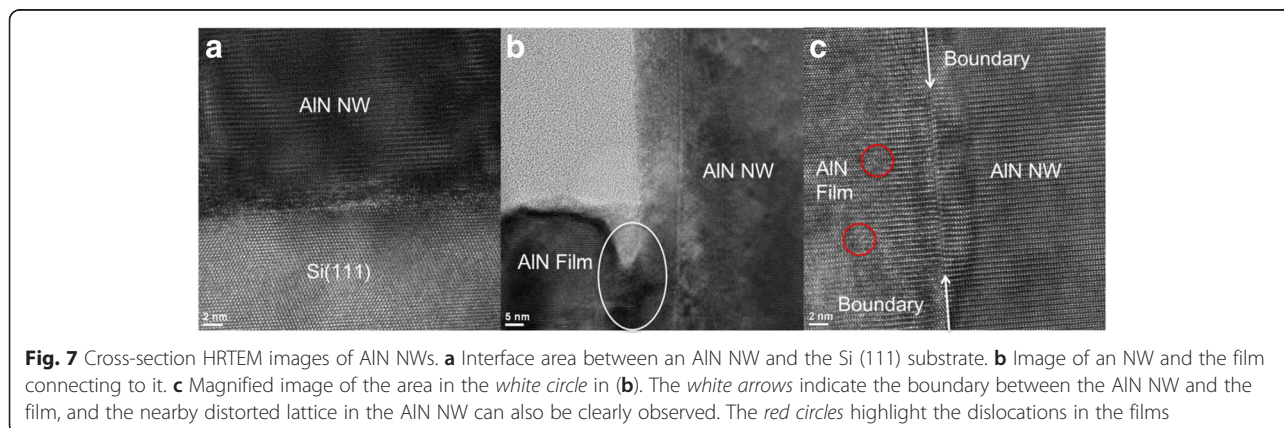 a
AlN NW
Si(111)
2 nm
b
AlN NW
AlN Film
5 nm
c
Boundary
AlN
Film
AlN NW
Boundary
2 nm
Fig. 7 Cross-section HRTEM images of AlN NWs. a Interface area between an AlN NW and the Si (111) substrate. b Image of an NW and the film
connecting to it. c Magnified image of the area in the white circle in (b). The white arrows indicate the boundary between the AlN NW and the
film, and the nearby distorted lattice in the AlN NW can also be clearly observed. The red circles highlight the dislocations in the films